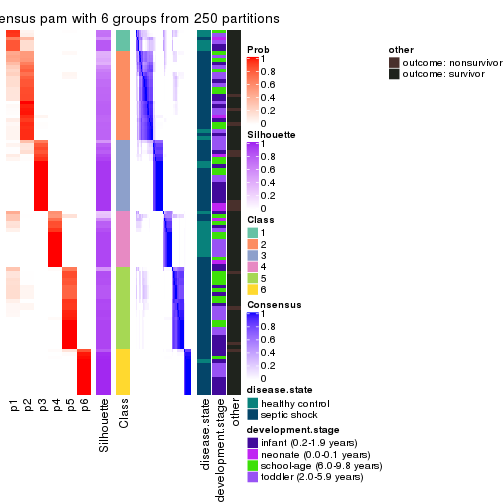 ensus pam with 6 groups from 250 partitions
Prob
1
0.8
0.6
0.4
0.2
0
Silhouette
1
0.8
0.6
0.4
0.2
0
Class
1
2
3
4
5
6
Consensus
1
0.8
0.6
0.4
0.2
0
disease.state
healthy control
septic shock
development.stage
infant (0.2-1.9 years)
neonate (0.0-0.1 years)
school-age (6.0-9.8 years)
toddler (2.0-5.9 years)
other
outcome: nonsurvivor
outcome: survivor
p1
p2
p3
p4
p5
p6
Silhouette
Class
disease.state
development.stage
other